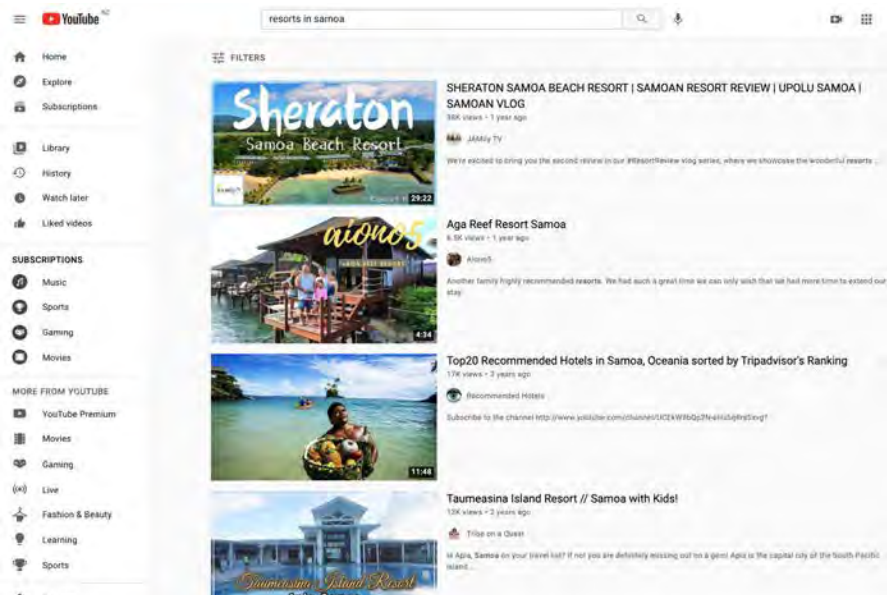 YouTube NZ
resorts in samoa
Home
Explore
Subscriptions
Library
History
Watch later
Liked videos
SUBSCRIPTIONS
Music
Sports
Gaming
Movies
MORE FROM YOUTUBE
YouTube Premium
Movies
Gaming
Live
Fashion & Beauty
Learning
Sports
FILTERS
Sheraton
Samoa Beach Resort
29:22
SHERATON SAMOA BEACH RESORT | SAMOAN RESORT REVIEW | UPOLU SAMOA |
SAMOAN VLOG
views • 1 year ago
JAMily TV
We're excited to bring you the second review in our #ResortReview vlog series, where we showcase the wonderful resorts ...
aiono5
4:34
Aga Reef Resort Samoa
6.5K views • 1 year ago
Aiono5
Another family highly recommended resorts. We had such a great time we can only wish that we had more time to extend our
stay.
11:48
Top20 Recommended Hotels in Samoa, Oceania sorted by Tripadvisor's Ranking
17K views • 3 years ago
Recommended Hotels
Subscribe to the channel
Taumeasina Island Resort
Taumeasina Island Resort // Samoa with Kids!
views • 2 years ago
Tribe on a Quest
Is Apia, Samoa on your travel list? If not you are definitely missing out on a gem! Apia is the capital city of the South Pacific
island ...